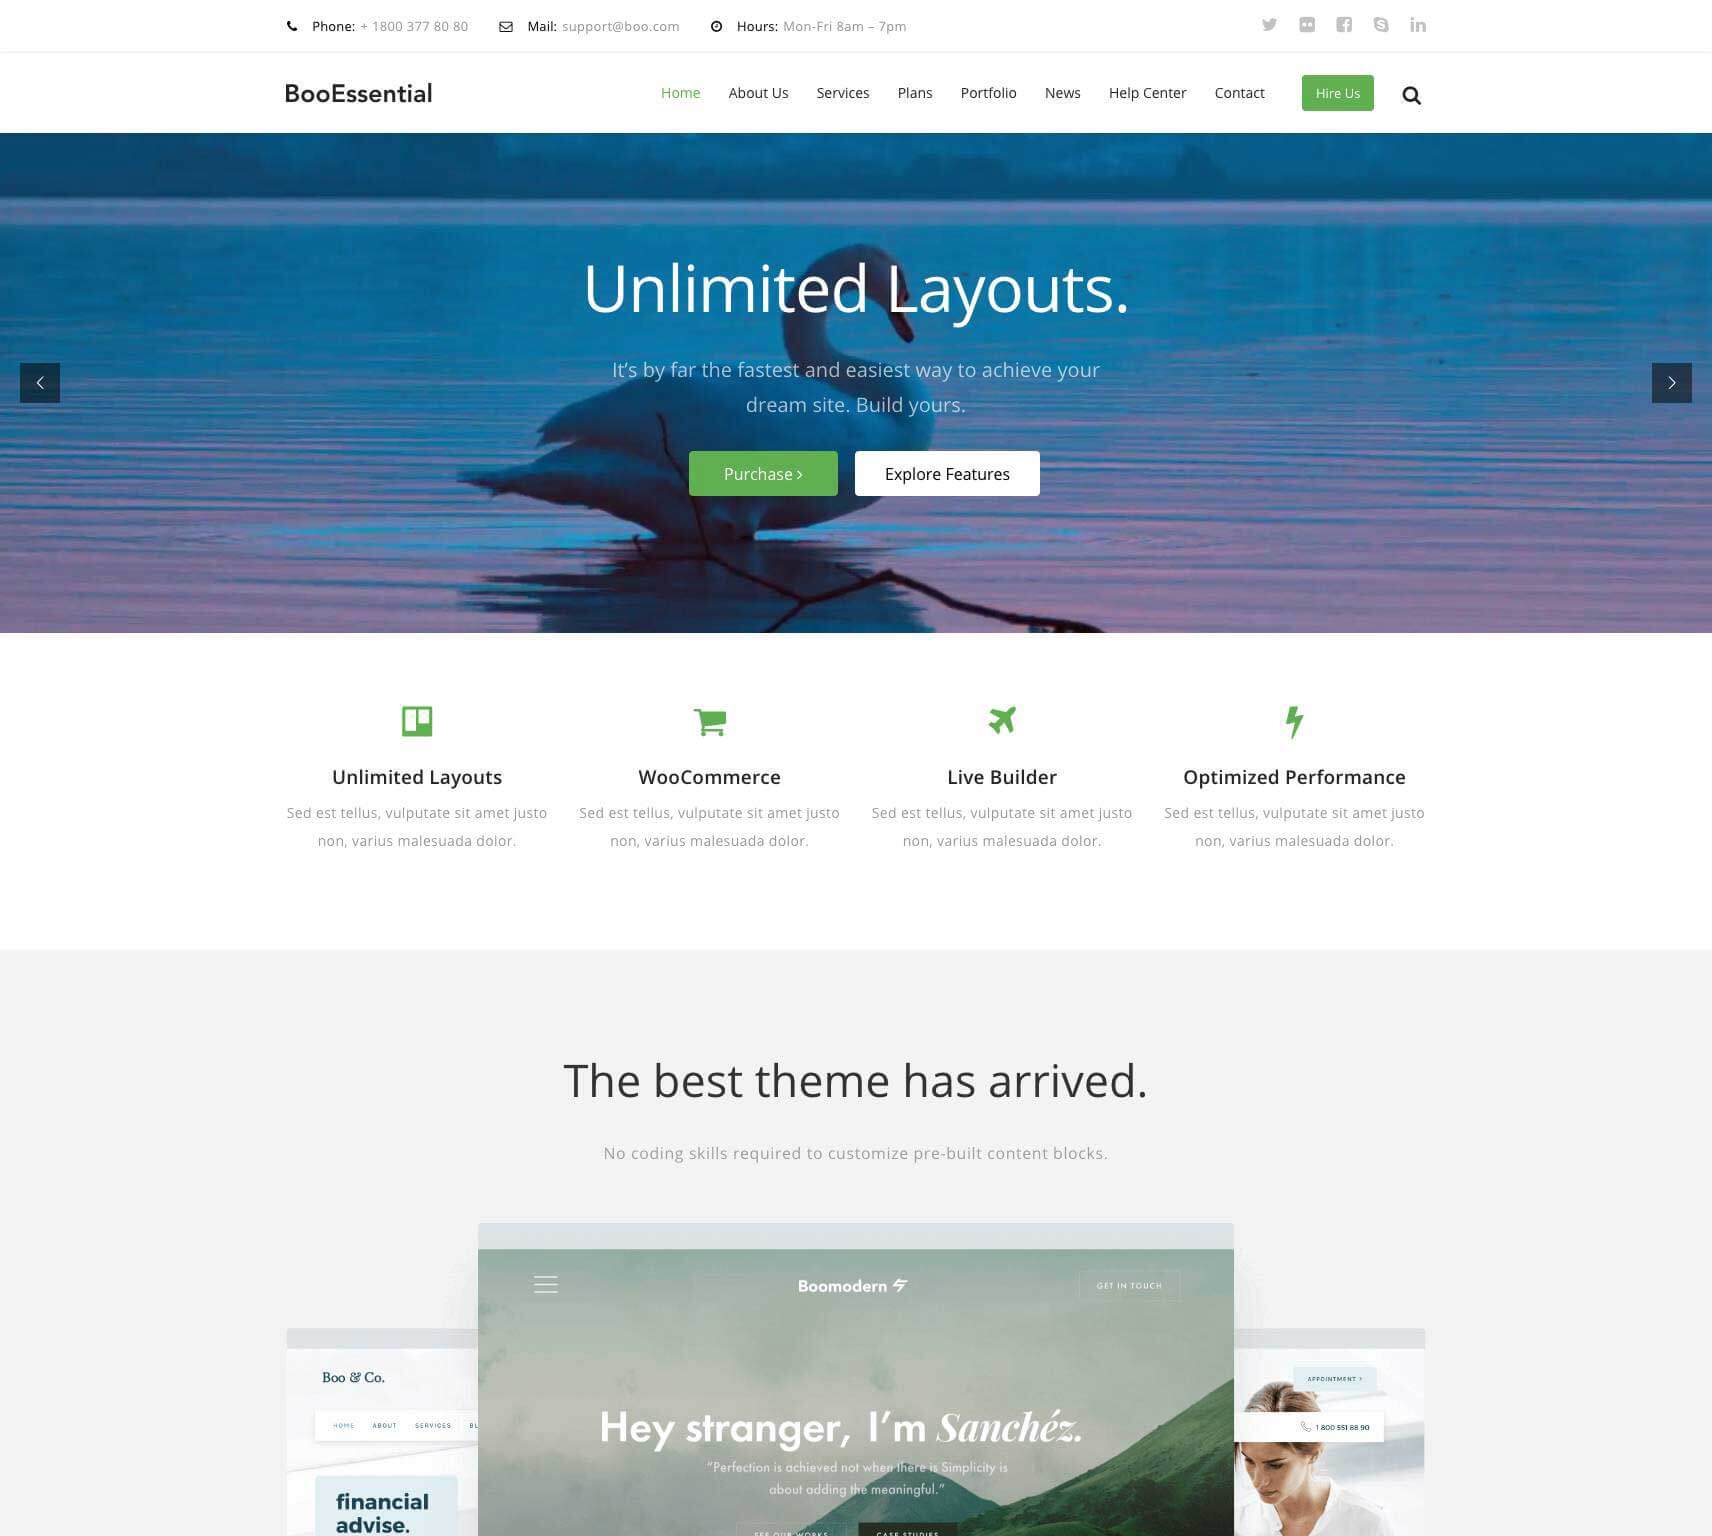 Phone: + 1800 377 80 80 Mail: support@boo.com Hours: Mon-Fri 8am – 7pm
BooEssential
Home About Us Services Plans Portfolio News Help Center Contact Hire Us
Unlimited Layouts.
It’s by far the fastest and easiest way to achieve your
dream site. Build yours.
Purchase Explore Features
Unlimited Layouts WooCommerce Live Builder Optimized Performance
Sed est tellus, vulputate sit amet justo Sed est tellus, vulputate sit amet justo Sed est tellus, vulputate sit amet justo Sed est tellus, vulputate sit amet justo
non, varius malesuada dolor. non, varius malesuada dolor. non, varius malesuada dolor. non, varius malesuada dolor.
The best theme has arrived.
No coding skills required to customize pre-built content blocks.
Boomodern GET IN TOUCH
Boo & Co. APPOINTMENT >
HOME ABOUT SERVICES BL
1 800 551 88 90
Hey stranger, I’m Sanchéz.
“Perfection is achieved not when there is Simplicity is
about adding the meaningful.”
financial
advise.
SEE OUR WORKS CASE STUDIES